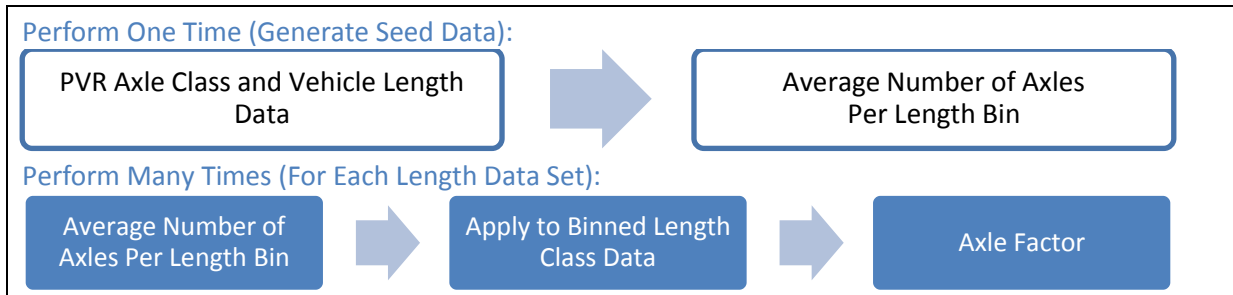 Perform One Time (Generate Seed Data):
PVR Axle Class and Vehicle Length
Data
Average Number of Axles
Per Length Bin
Perform Many Times (For Each Length Data Set):
Average Number of
Axles Per Length Bin
Apply to Binned Length
Class Data
Axle Factor